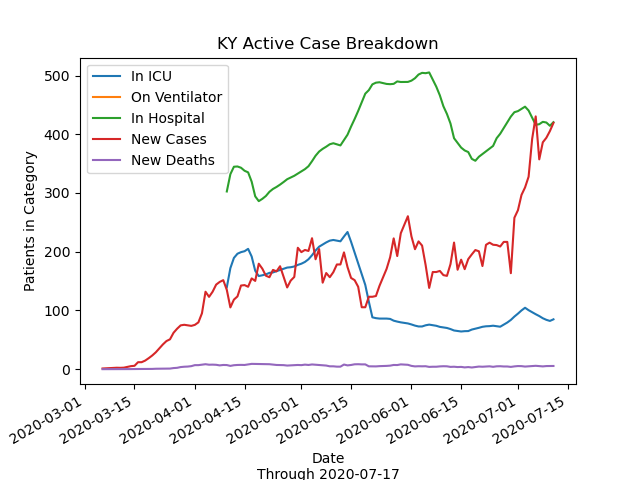 KY Active Case Breakdown
In ICU
On Ventilator
In Hospital
New Cases
New Deaths
Patients in Category
500
400
300
200
100
0
2020-03-01
2020-03-15
2020-04-01
2020-04-15
2020-05-01
2020-05-15
2020-06-01
2020-06-15
2020-07-01
2020-07-15
Date
Through 2020-07-17